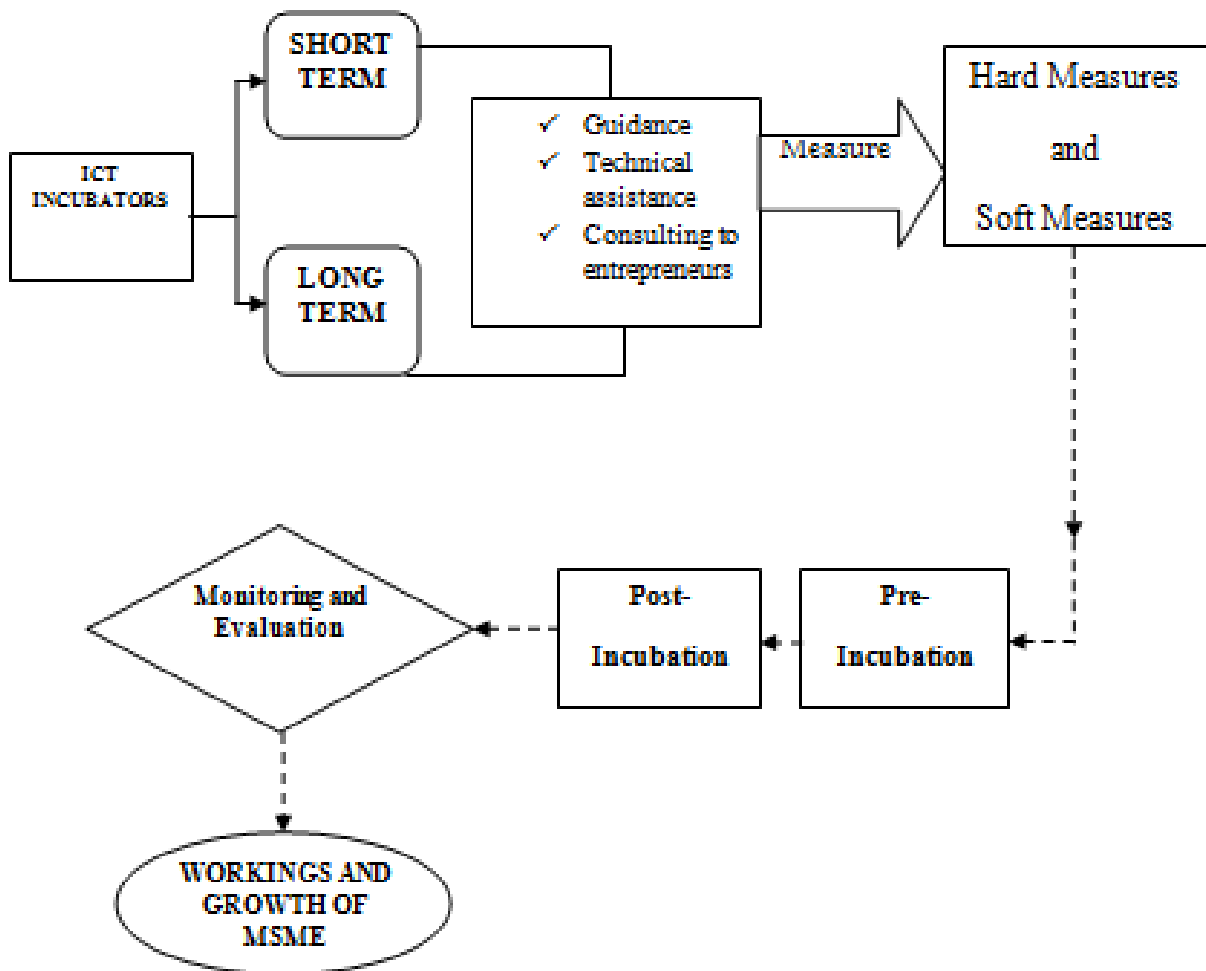 SHORT
TERM
ICT
INCUBATORS
LONG
TERM
✓ Guidance
✓ Technical
assistance
✓ Consulting to
entrepreneurs
Measure
Hard Measures
and
Soft Measures
Monitoring and
Evaluation
Post-
Incubation
Pre-
Incubation
WORKINGS AND
GROWTH OF
MSME